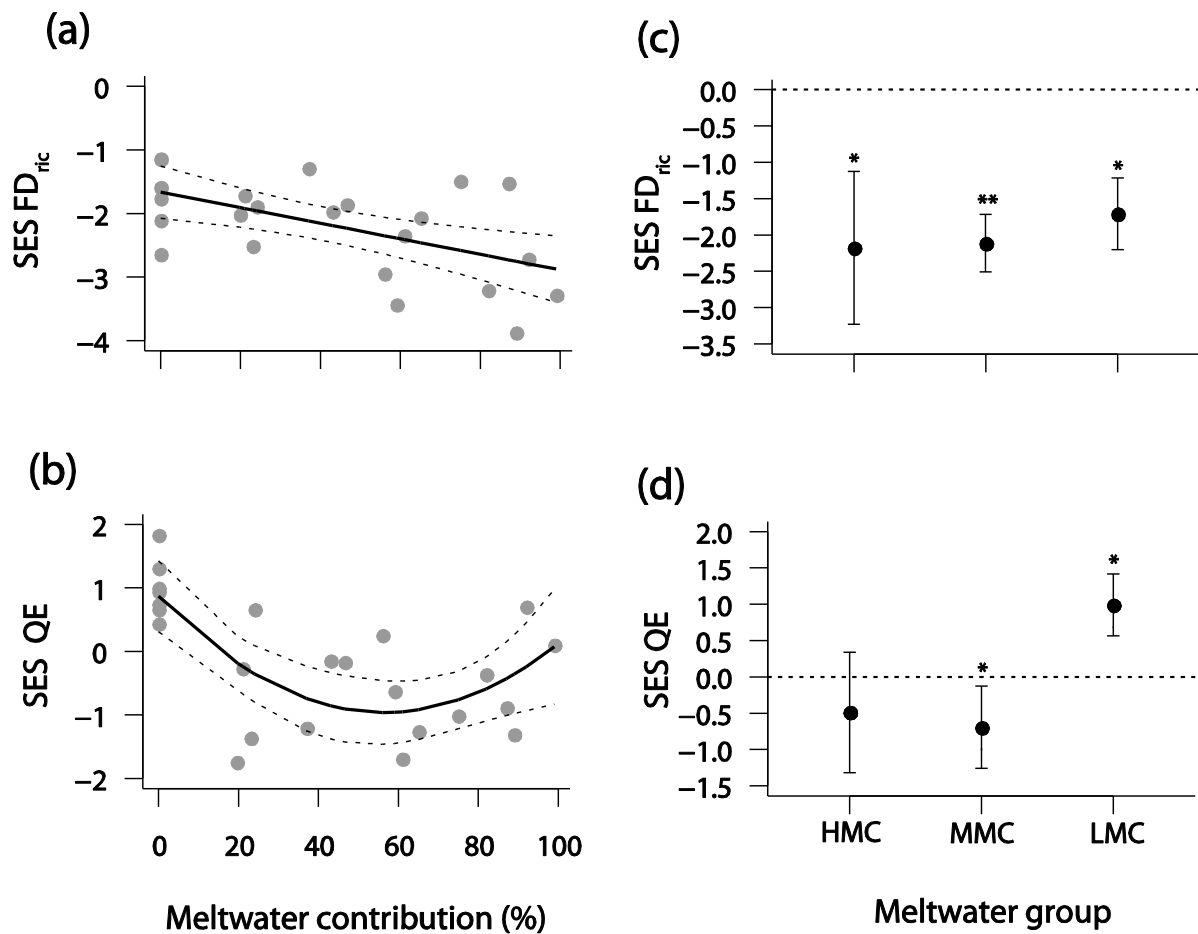 (a)
SES FDric
0
−1
−2
−3
−4
(c)
SES FDric
0.0
−0.5
−1.0
−1.5
−2.0
−2.5
−3.0
−3.5
*
**
*
(b)
SES QE
2
1
0
−1
−2
0 20 40 60 80 100
Meltwater contribution (%)
(d)
SES QE
2.0
1.5
1.0
0.5
0.0
−0.5
−1.0
−1.5
*
*
HMC MMC LMC
Meltwater group